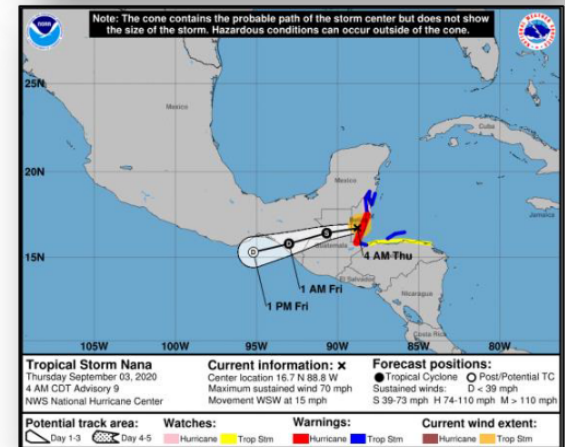 Note: The cone contains the probable path of the storm center but does not show
the size of the storm. Hazardous conditions can occur outside of the cone.
NOAA
25N
Mexico
Cuba
20N
Mexico
Jamaica
15N
Guatemala
4 AM Thu
El Salvador
1 AM Fri
Nicaragua
1 PM Fri
Costa Rica
105W 100W 95W 90W 85W 80W
Tropical Storm Nana
Thursday September 03, 2020
4 AM CDT Advisory 9
NWS National Hurricane Center
Current information: x
Center location 16.7 N 88.8 W
Maximum sustained wind 70 mph
Movement WSW at 15 mph
Forecast positions:
Tropical Cyclone Post/Potential TC
Sustained winds: D < 39 mph
S 39-73 mph H 74-110 mph M > 110 mph
Potential track area:
Day 1-3 Day 4-5
Watches:
Hurricane Trop Stm
Warnings:
Hurricane Trop Stm
Current wind extent:
Hurricane Trop Stm
D
D
S